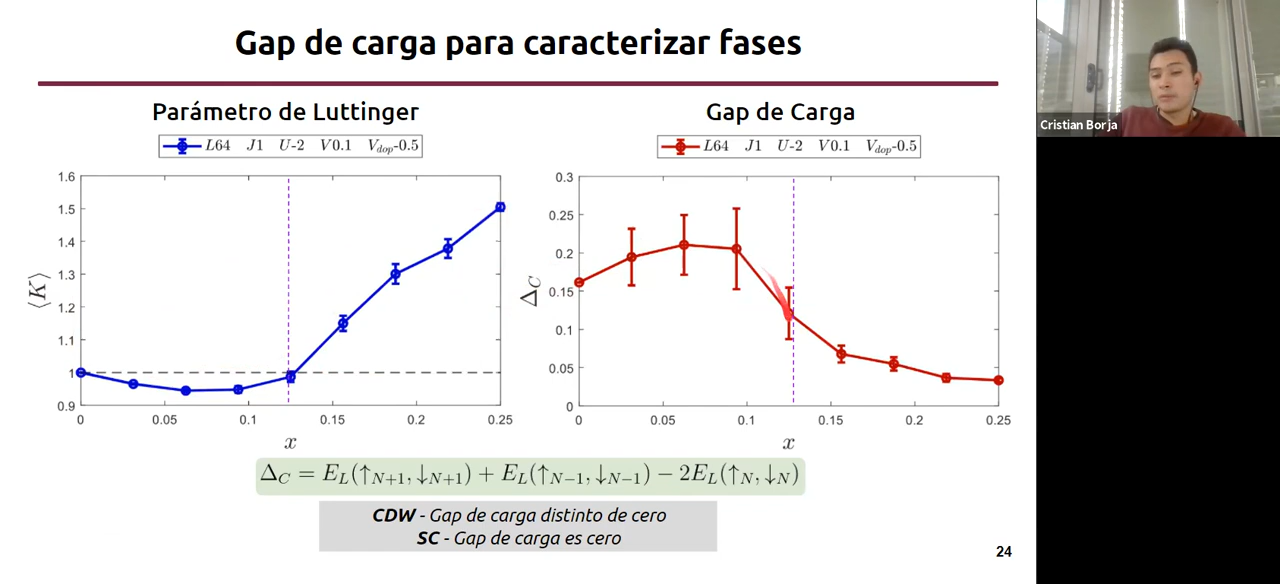 Gap de carga para caracterizar fases
Parámetro de Luttinger
L64 J1 U-2 V0.1 V_dop-0.5
1.6
1.5
1.4
1.3
1.2
1.1
1
0.9
⟨K⟩
0 0.05 0.1 0.15 0.2 0.25
x
Gap de Carga
L64 J1 U-2 V0.1 V_dop-0.5
0.3
0.25
0.2
0.15
0.1
0.05
0
Δ_C
0 0.05 0.1 0.15 0.2 0.25
x
Δ_C = E_L(↑_N+1, ↓_N+1) + E_L(↑_N−1, ↓_N−1) − 2E_L(↑_N, ↓_N)
CDW - Gap de carga distinto de cero
SC - Gap de carga es cero
24
Cristian Borja